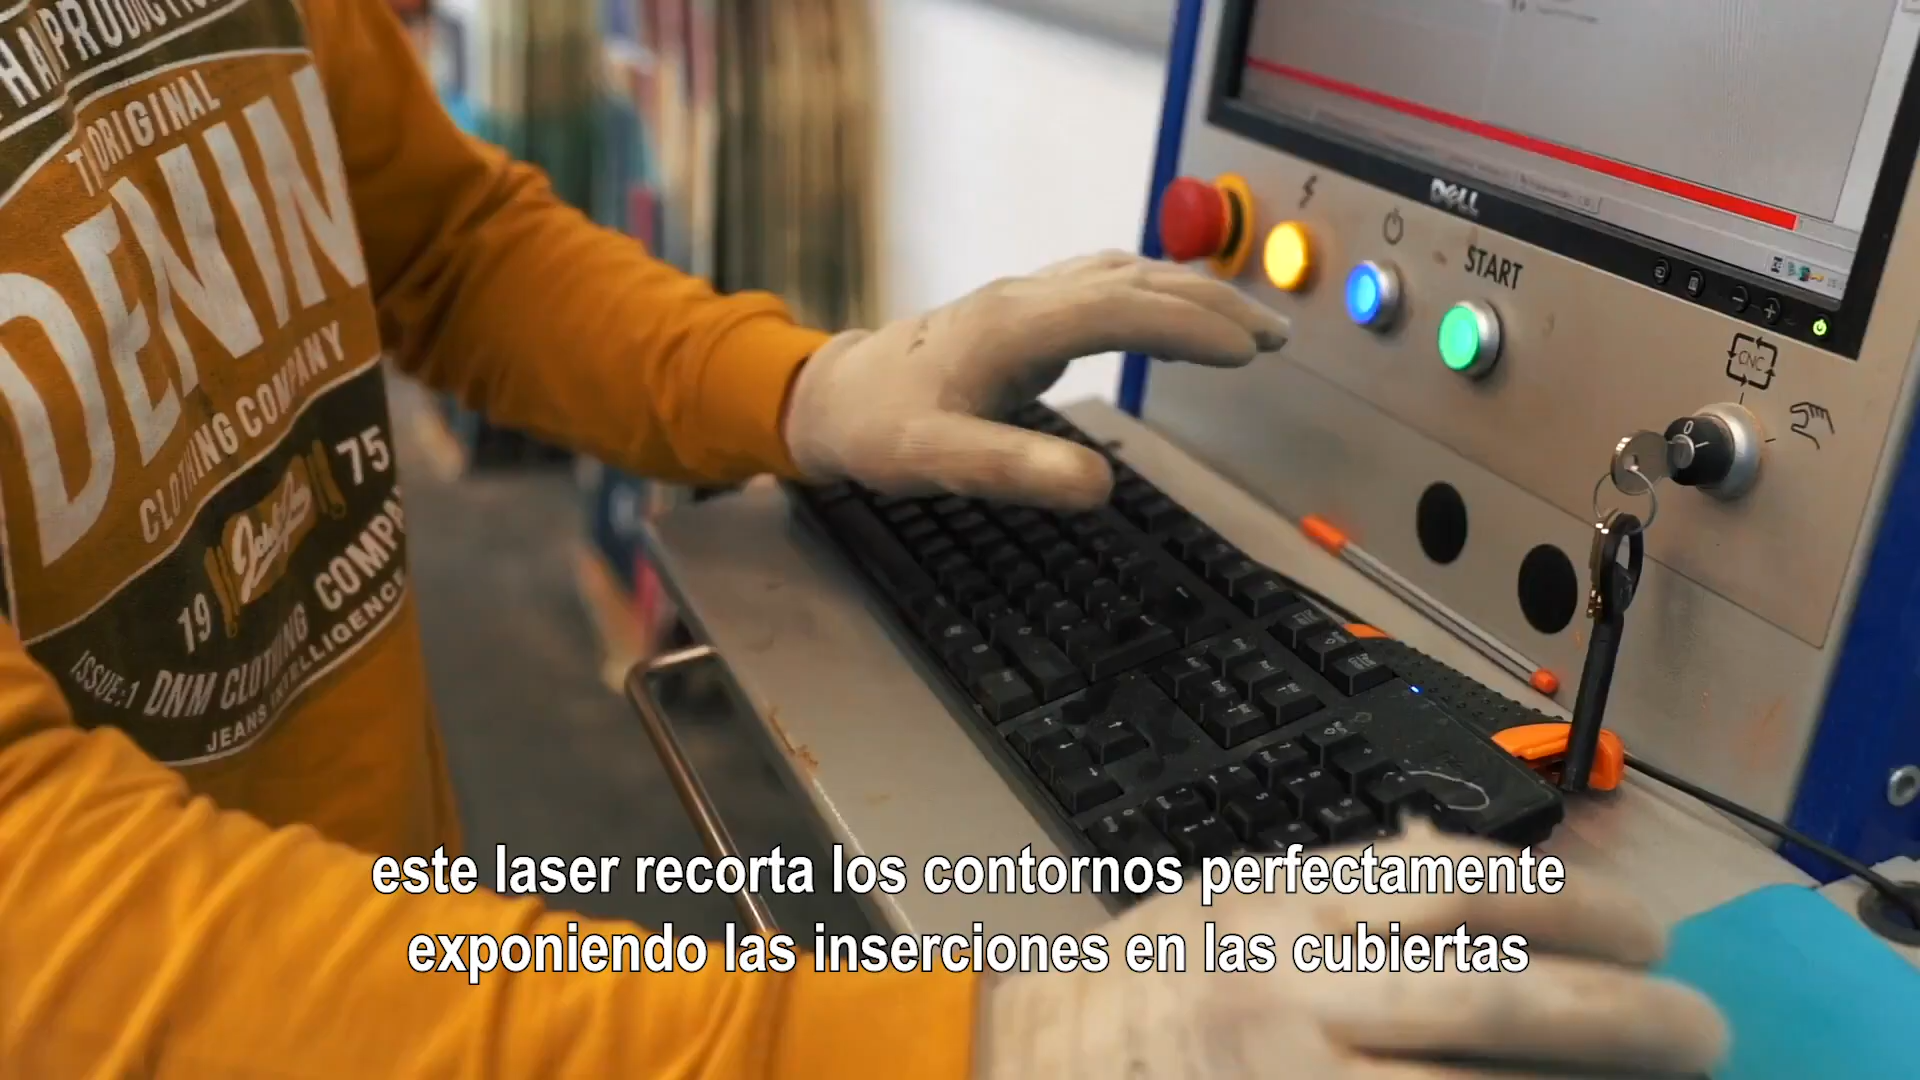 PRODUCTION
ORIGINAL
DENIM
CLOTHING COMPANY
19
75
ISSUE:1 DNM CLOTHING COMPA
JEANS INTELLIGENCE
DELL
START
CNC
0
este laser recorta los contornos perfectamente
exponiendo las inserciones en las cubiertas